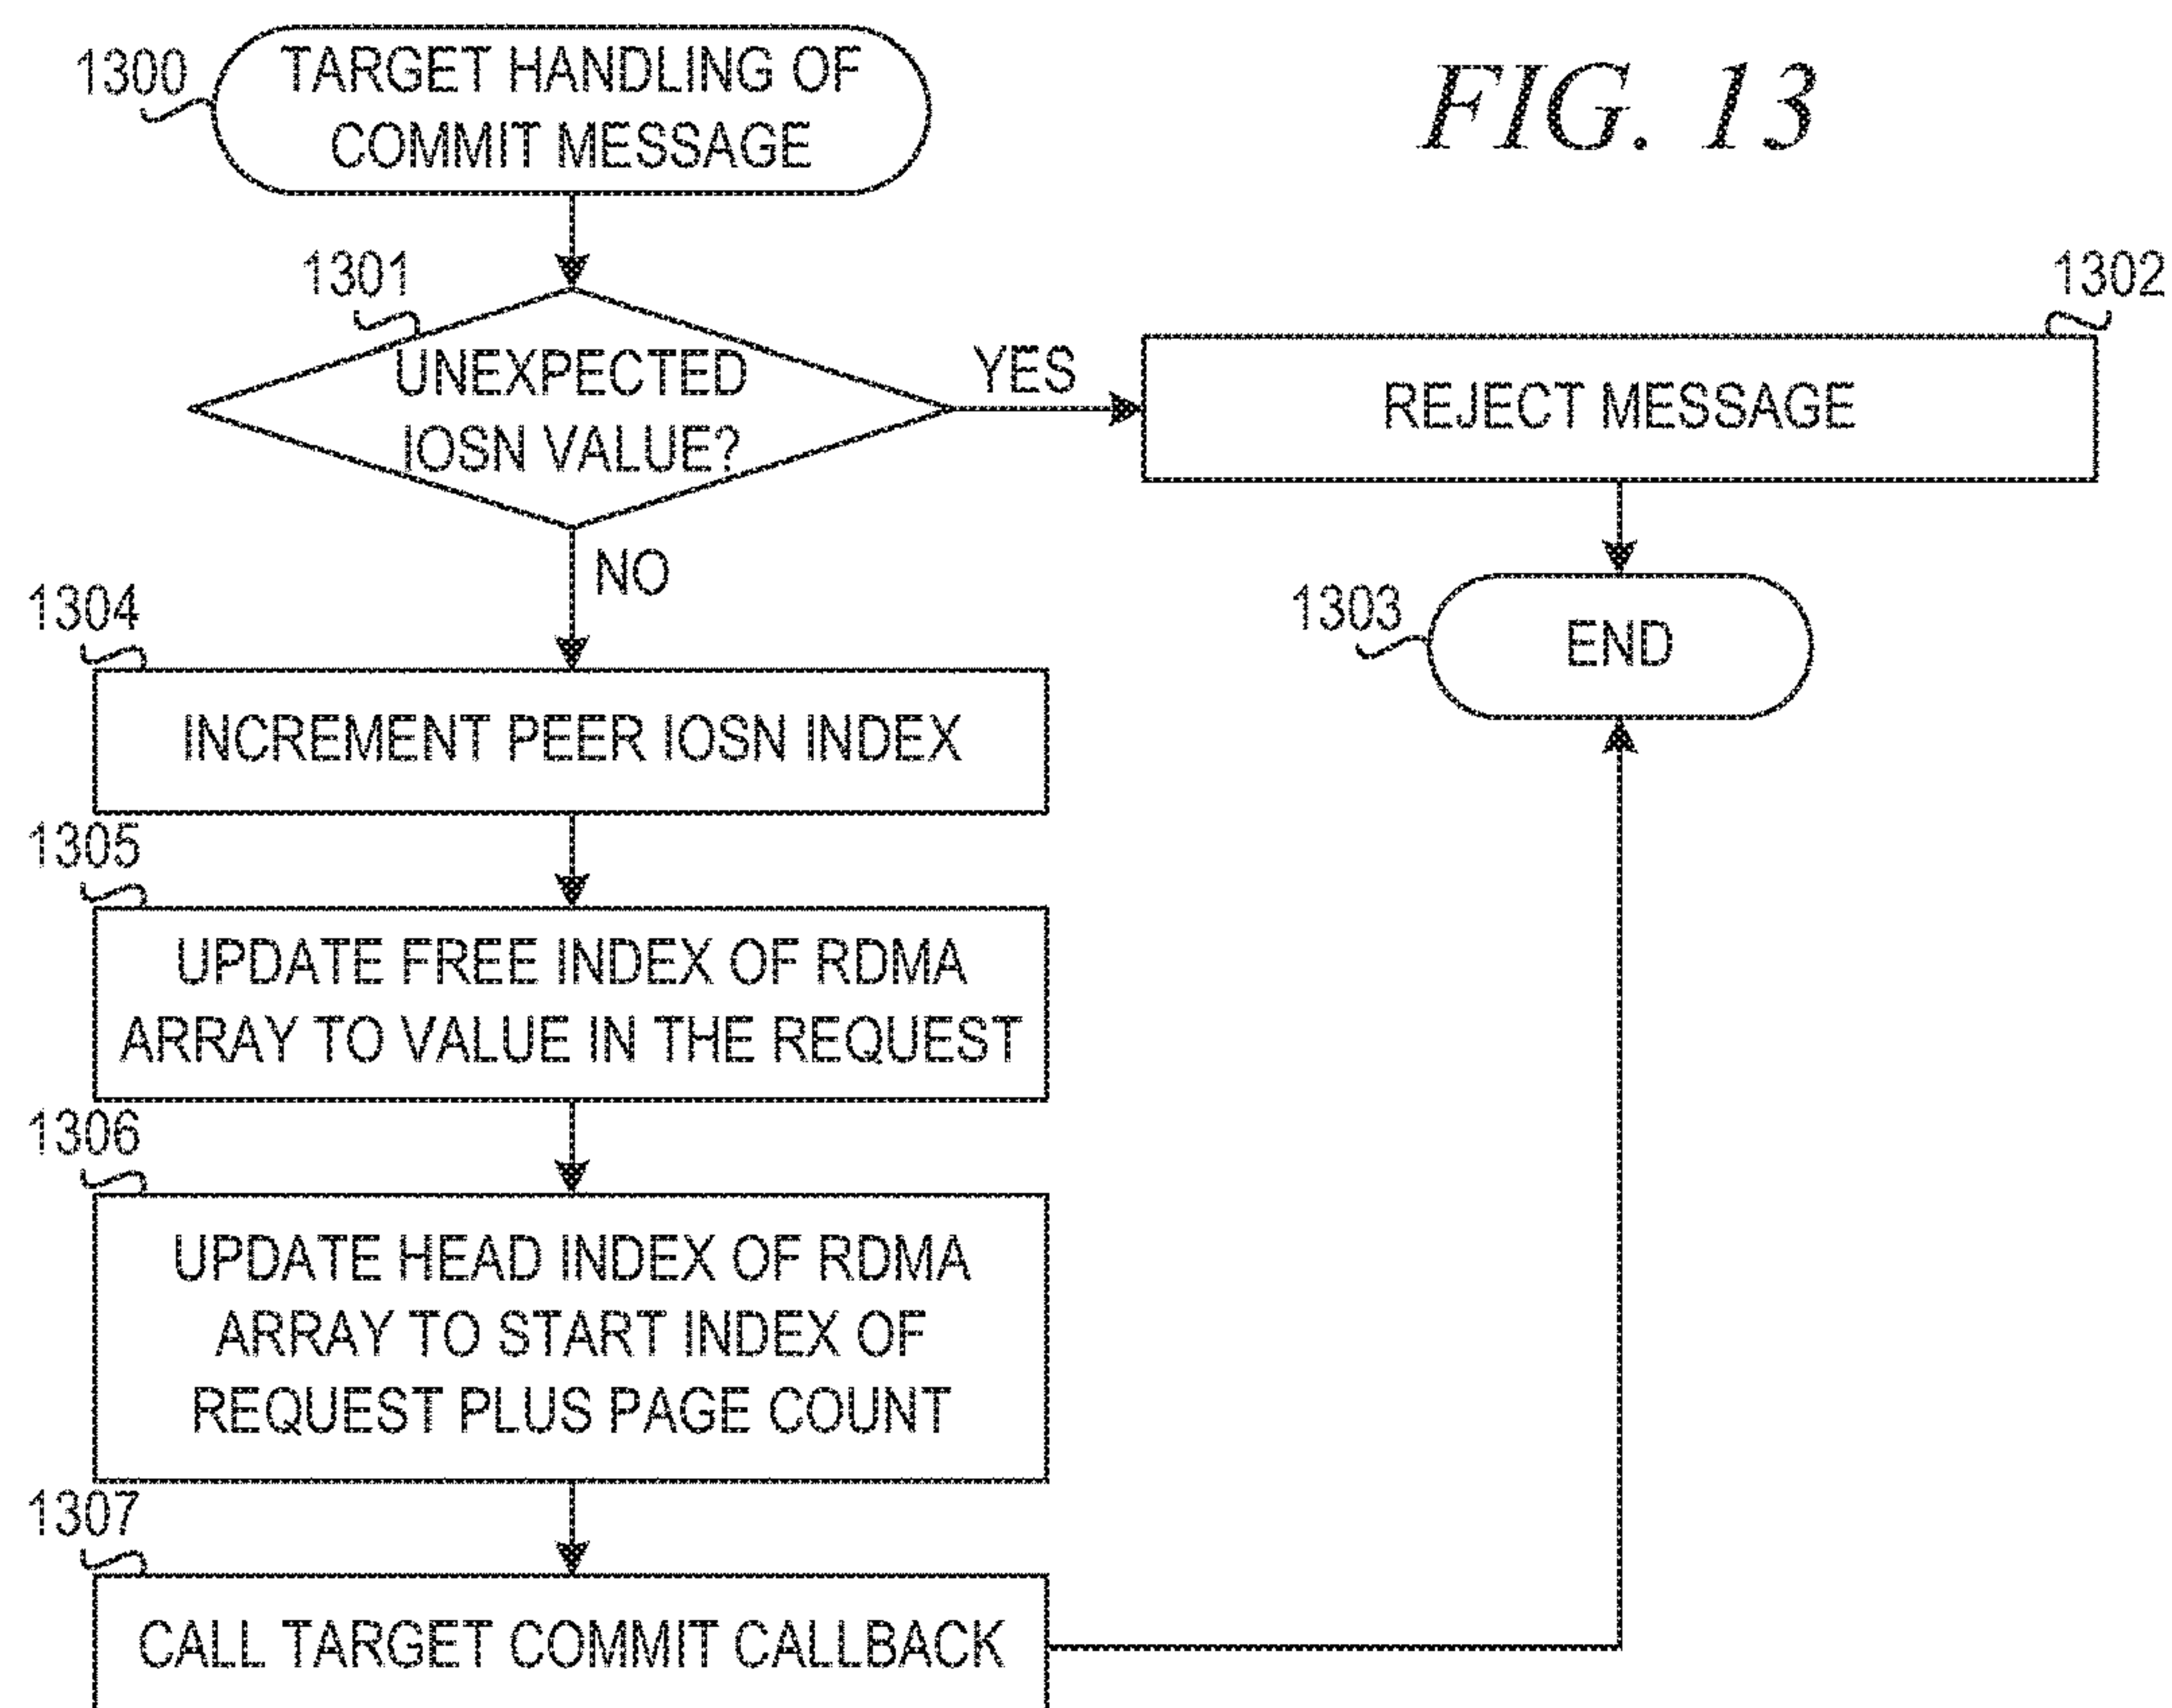 FIG. 13
1300
TARGET HANDLING OF
COMMIT MESSAGE
1301
UNEXPECTED
IOSN VALUE?
YES
1302
REJECT MESSAGE
1303
END
NO
1304
INCREMENT PEER IOSN INDEX
1305
UPDATE FREE INDEX OF RDMA
ARRAY TO VALUE IN THE REQUEST
1306
UPDATE HEAD INDEX OF RDMA
ARRAY TO START INDEX OF
REQUEST PLUS PAGE COUNT
1307
CALL TARGET COMMIT CALLBACK